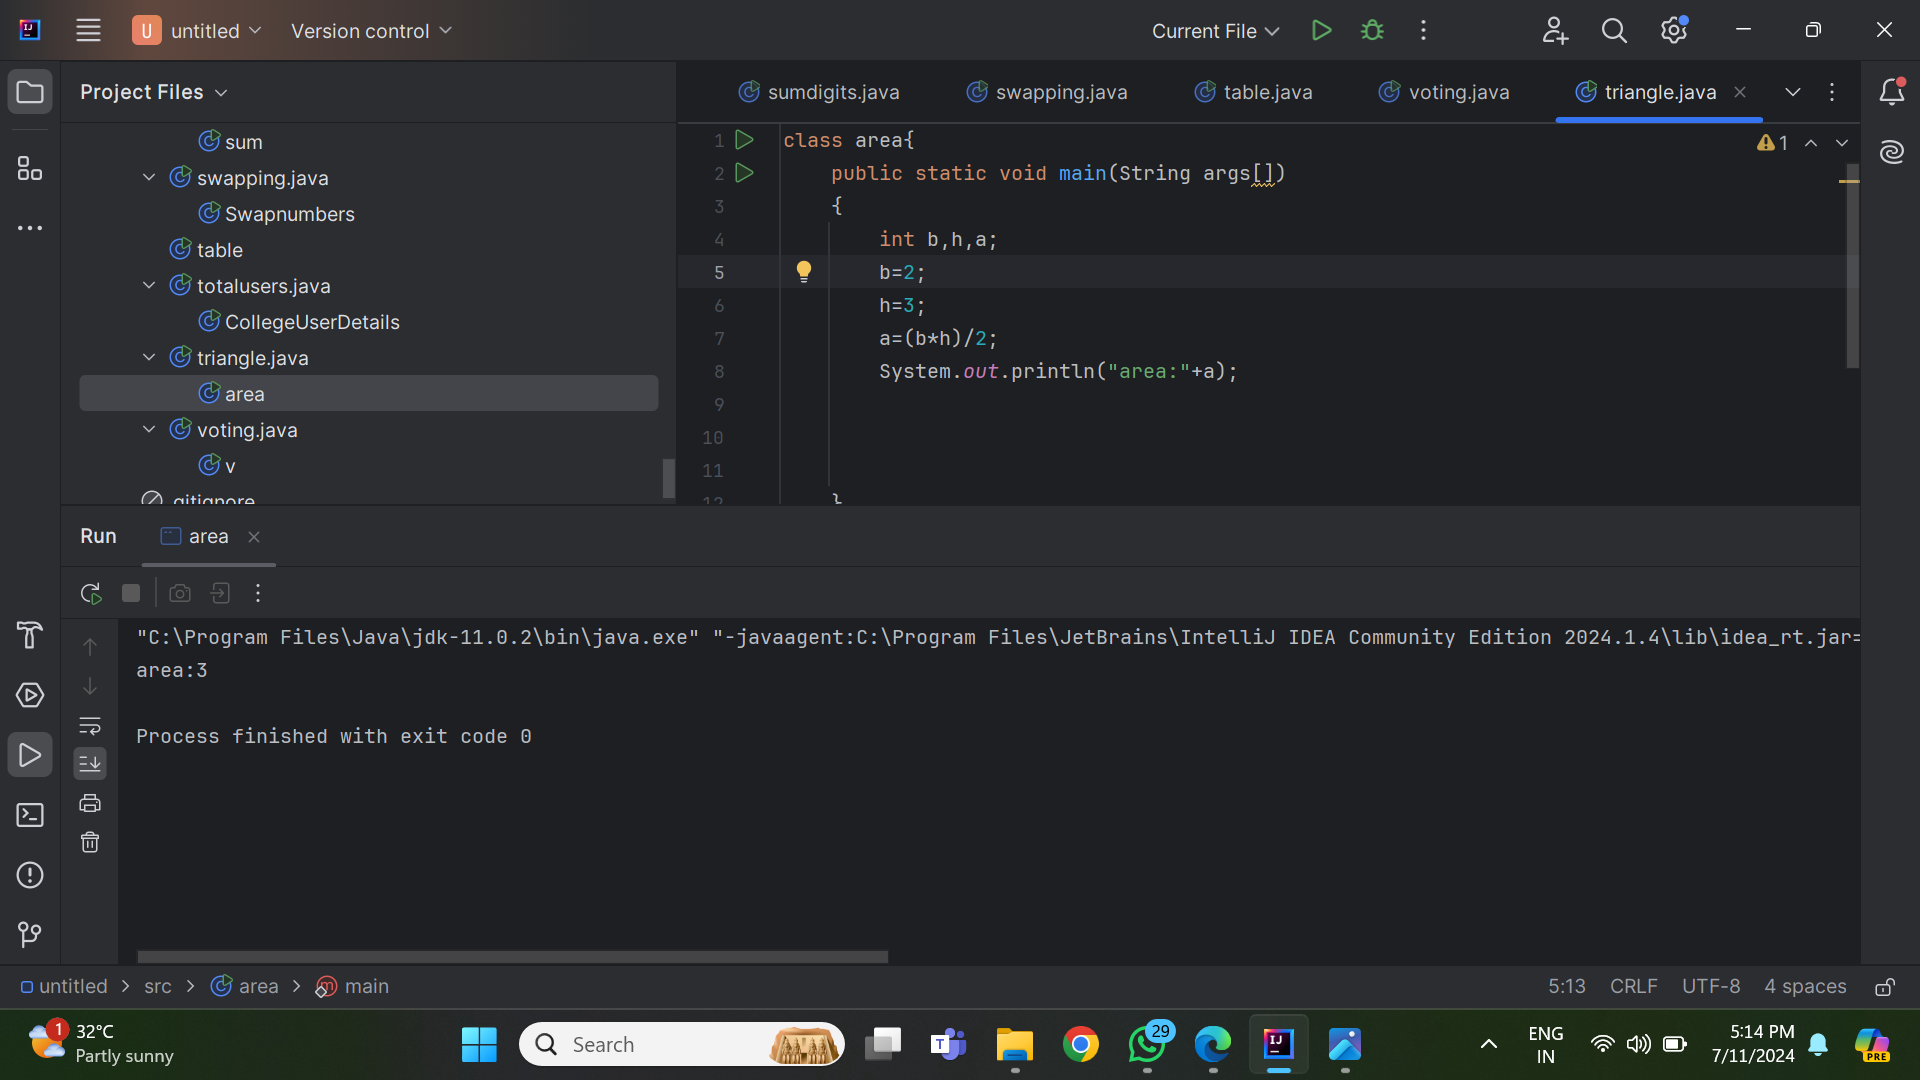 U untitled Version control Current File
Project Files
sumdigits.java swapping.java table.java voting.java triangle.java
sum
swapping.java
Swapnumbers
table
totalusers.java
CollegeUserDetails
triangle.java
area
voting.java
v
.gitignore
1 class area{
2 public static void main(String args[])
3 {
4 int b,h,a;
5 b=2;
6 h=3;
7 a=(b*h)/2;
8 System.out.println("area:"+a);
9
10
11
12 }
1
Run area
"C:\Program Files\Java\jdk-11.0.2\bin\java.exe" "-javaagent:C:\Program Files\JetBrains\IntelliJ IDEA Community Edition 2024.1.4\lib\idea_rt.jar=
area:3
Process finished with exit code 0
untitled > src > area > main 5:13 CRLF UTF-8 4 spaces
1 32°C
Partly sunny
Search
29
ENG
IN
5:14 PM
7/11/2024
PRE